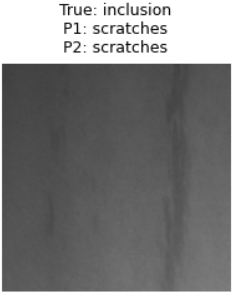 True: inclusion
P1: scratches
P2: scratches